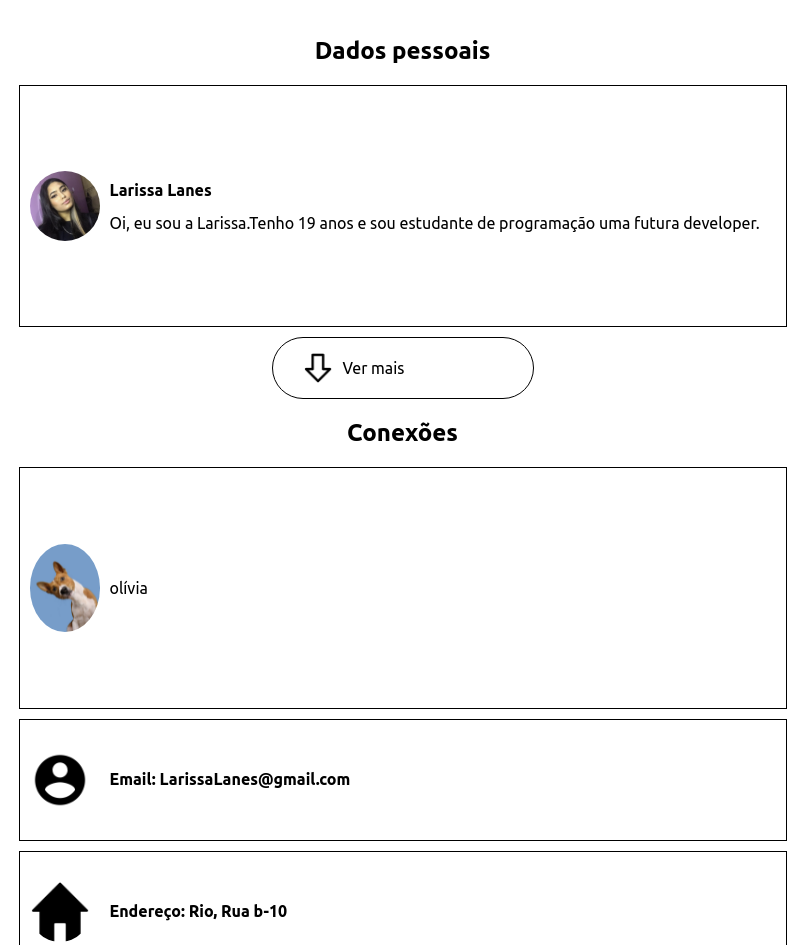 Dados pessoais
Larissa Lanes
Oi, eu sou a Larissa.Tenho 19 anos e sou estudante de programação uma futura developer.
Ver mais
Conexões
olívia
Email: LarissaLanes@gmail.com
Endereço: Rio, Rua b-10